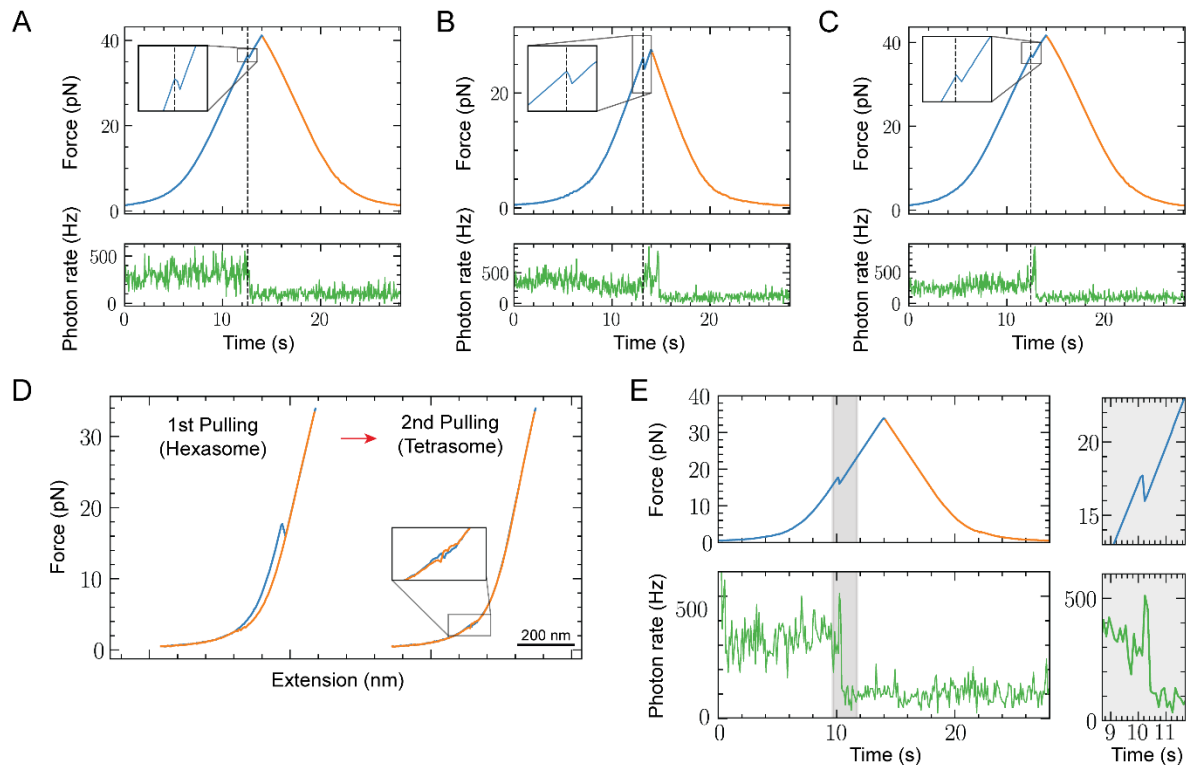 A
B
C
Force (pN)
40
30
20
10
0
Photon rate (Hz)
500
0
0 10 20
Time (s)
Force (pN)
20
0
Photon rate (Hz)
500
0
0 10 20
Time (s)
Force (pN)
40
30
20
10
0
Photon rate (Hz)
500
0
0 10 20
Time (s)
D
Force (pN)
30
20
10
0
1st Pulling
(Hexasome)
2nd Pulling
(Tetrasome)
200 nm
Extension (nm)
E
Force (pN)
40
30
20
10
0
20
15
Photon rate (Hz)
500
0
0 10 20
Time (s)
500
0
9 10 11
Time (s)